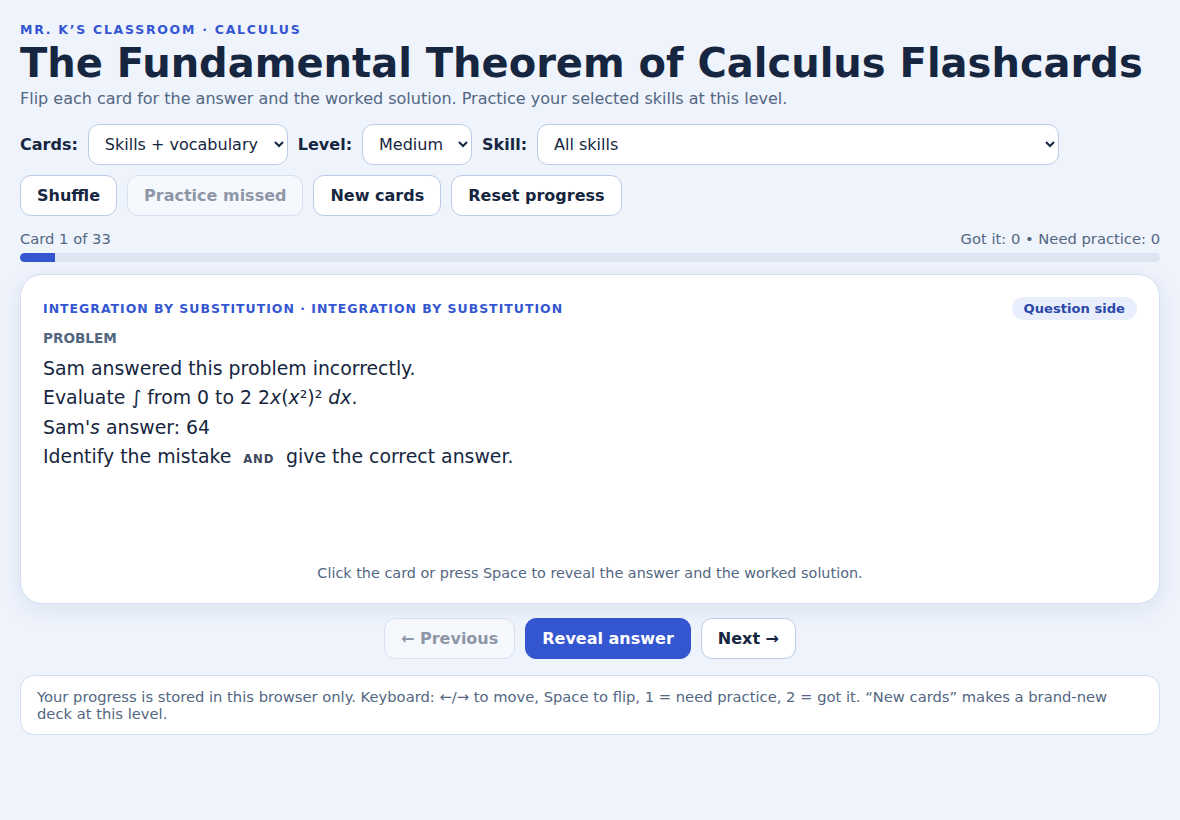 MR. K’S CLASSROOM · CALCULUS
The Fundamental Theorem of Calculus Flashcards
Flip each card for the answer and the worked solution. Practice your selected skills at this level.
Cards: Skills + vocabulary Level: Medium Skill: All skills
Shuffle Practice missed New cards Reset progress
Card 1 of 33 Got it: 0 • Need practice: 0
INTEGRATION BY SUBSTITUTION · INTEGRATION BY SUBSTITUTION Question side
PROBLEM
Sam answered this problem incorrectly.
Evaluate ∫ from 0 to 2 2x(x²)² dx.
Sam's answer: 64
Identify the mistake AND give the correct answer.
Click the card or press Space to reveal the answer and the worked solution.
← Previous Reveal answer Next →
Your progress is stored in this browser only. Keyboard: ←/→ to move, Space to flip, 1 = need practice, 2 = got it. “New cards” makes a brand-new
deck at this level.